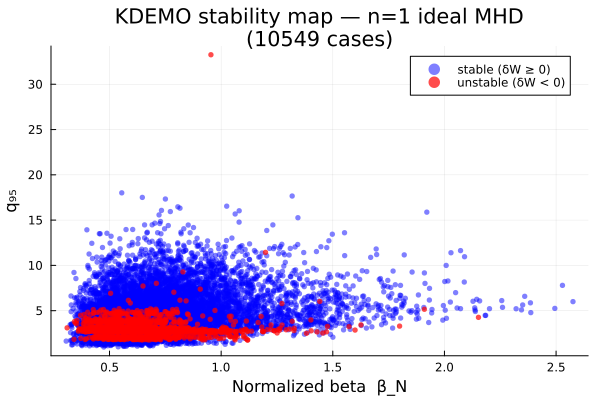 KDEMO stability map — n=1 ideal MHD
(10549 cases)
stable (δW ≥ 0)
unstable (δW < 0)
q₉₅
30
25
20
15
10
5
0.5
1.0
1.5
2.0
2.5
Normalized beta β_N